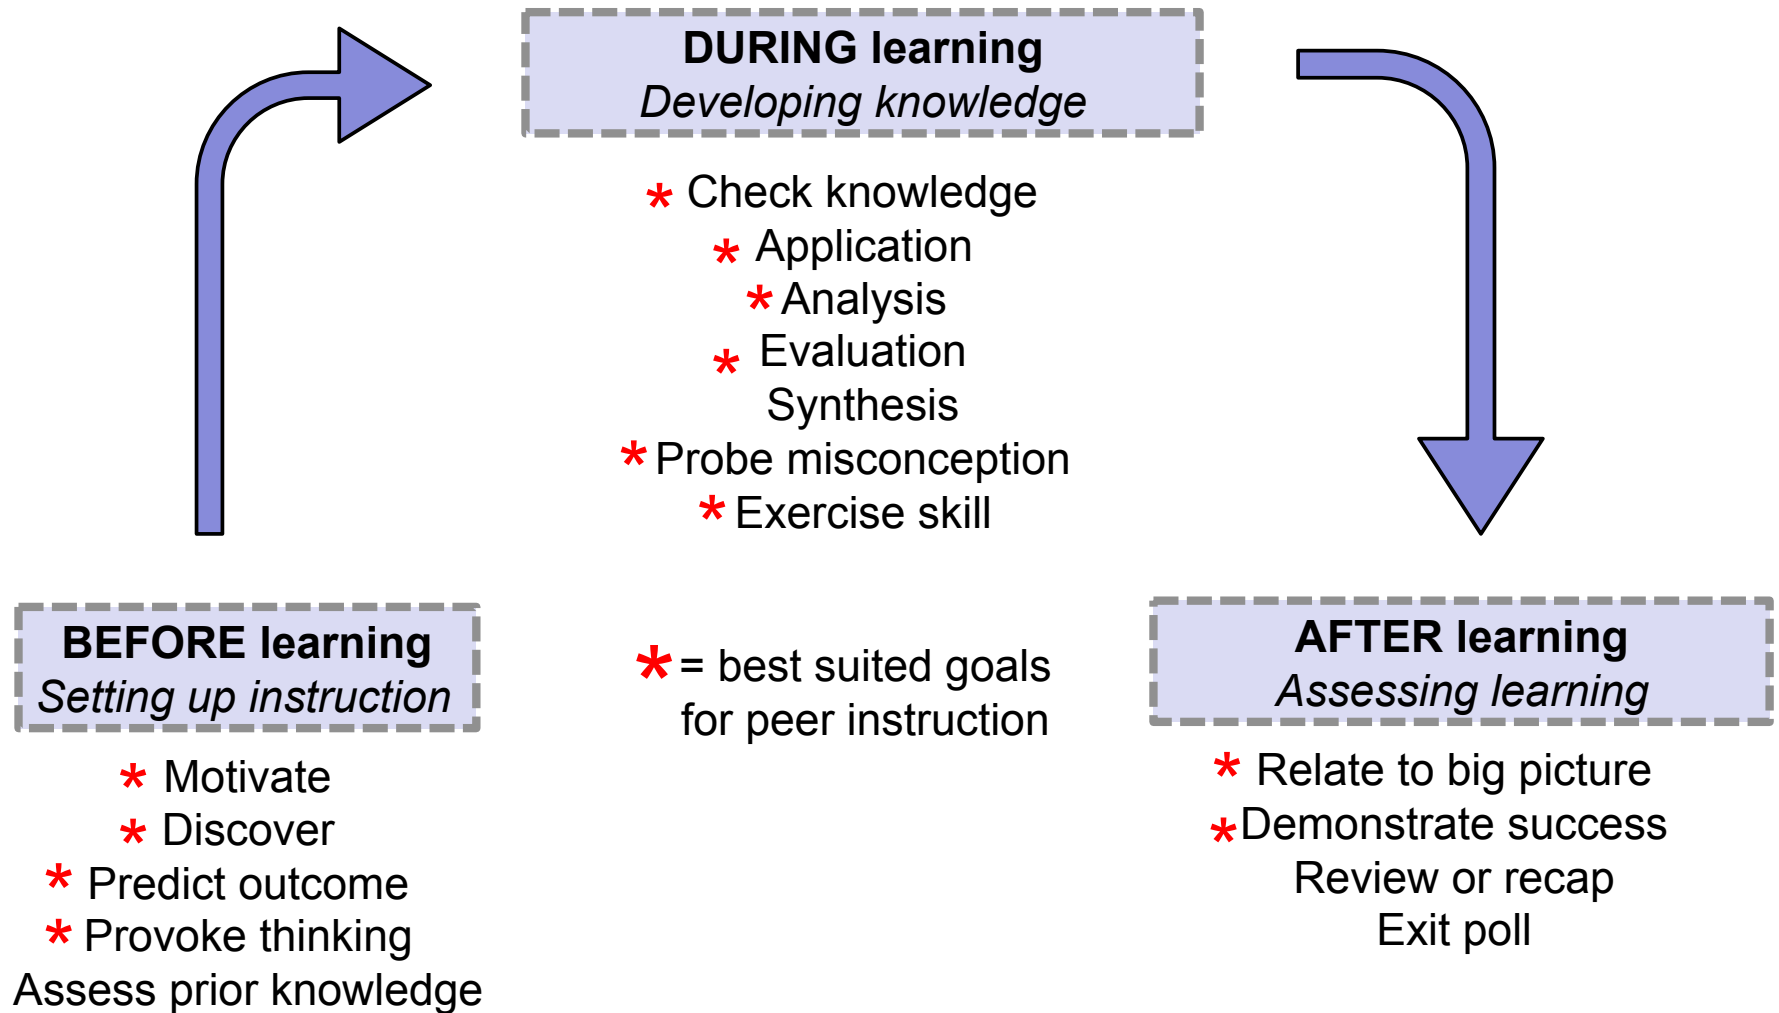 DURING learning
Developing knowledge
* Check knowledge
* Application
* Analysis
* Evaluation
Synthesis
* Probe misconception
* Exercise skill
BEFORE learning
Setting up instruction
* Motivate
* Discover
* Predict outcome
* Provoke thinking
Assess prior knowledge
* = best suited goals
for peer instruction
AFTER learning
Assessing learning
* Relate to big picture
* Demonstrate success
Review or recap
Exit poll